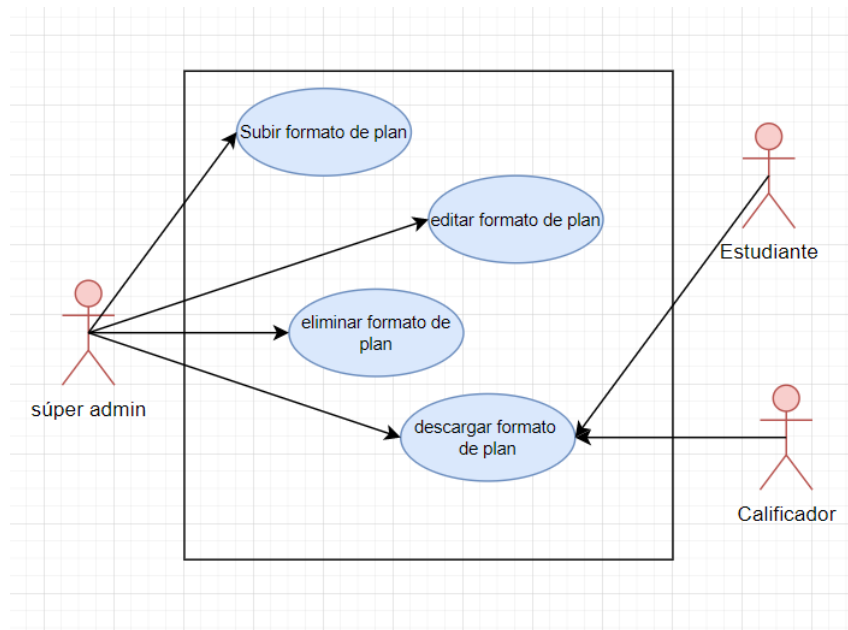 Subir formato de plan
editar formato de plan
Estudiante
eliminar formato de
plan
súper admin
descargar formato
de plan
Calificador